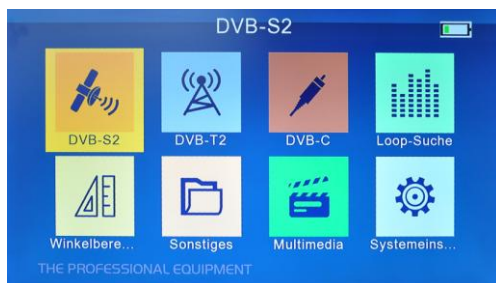 DVB-S2
DVB-S2 DVB-T2 DVB-C Loop-Suche
Winkelbere... Sonstiges Multimedia Systemeins...
THE PROFESSIONAL EQUIPMENT